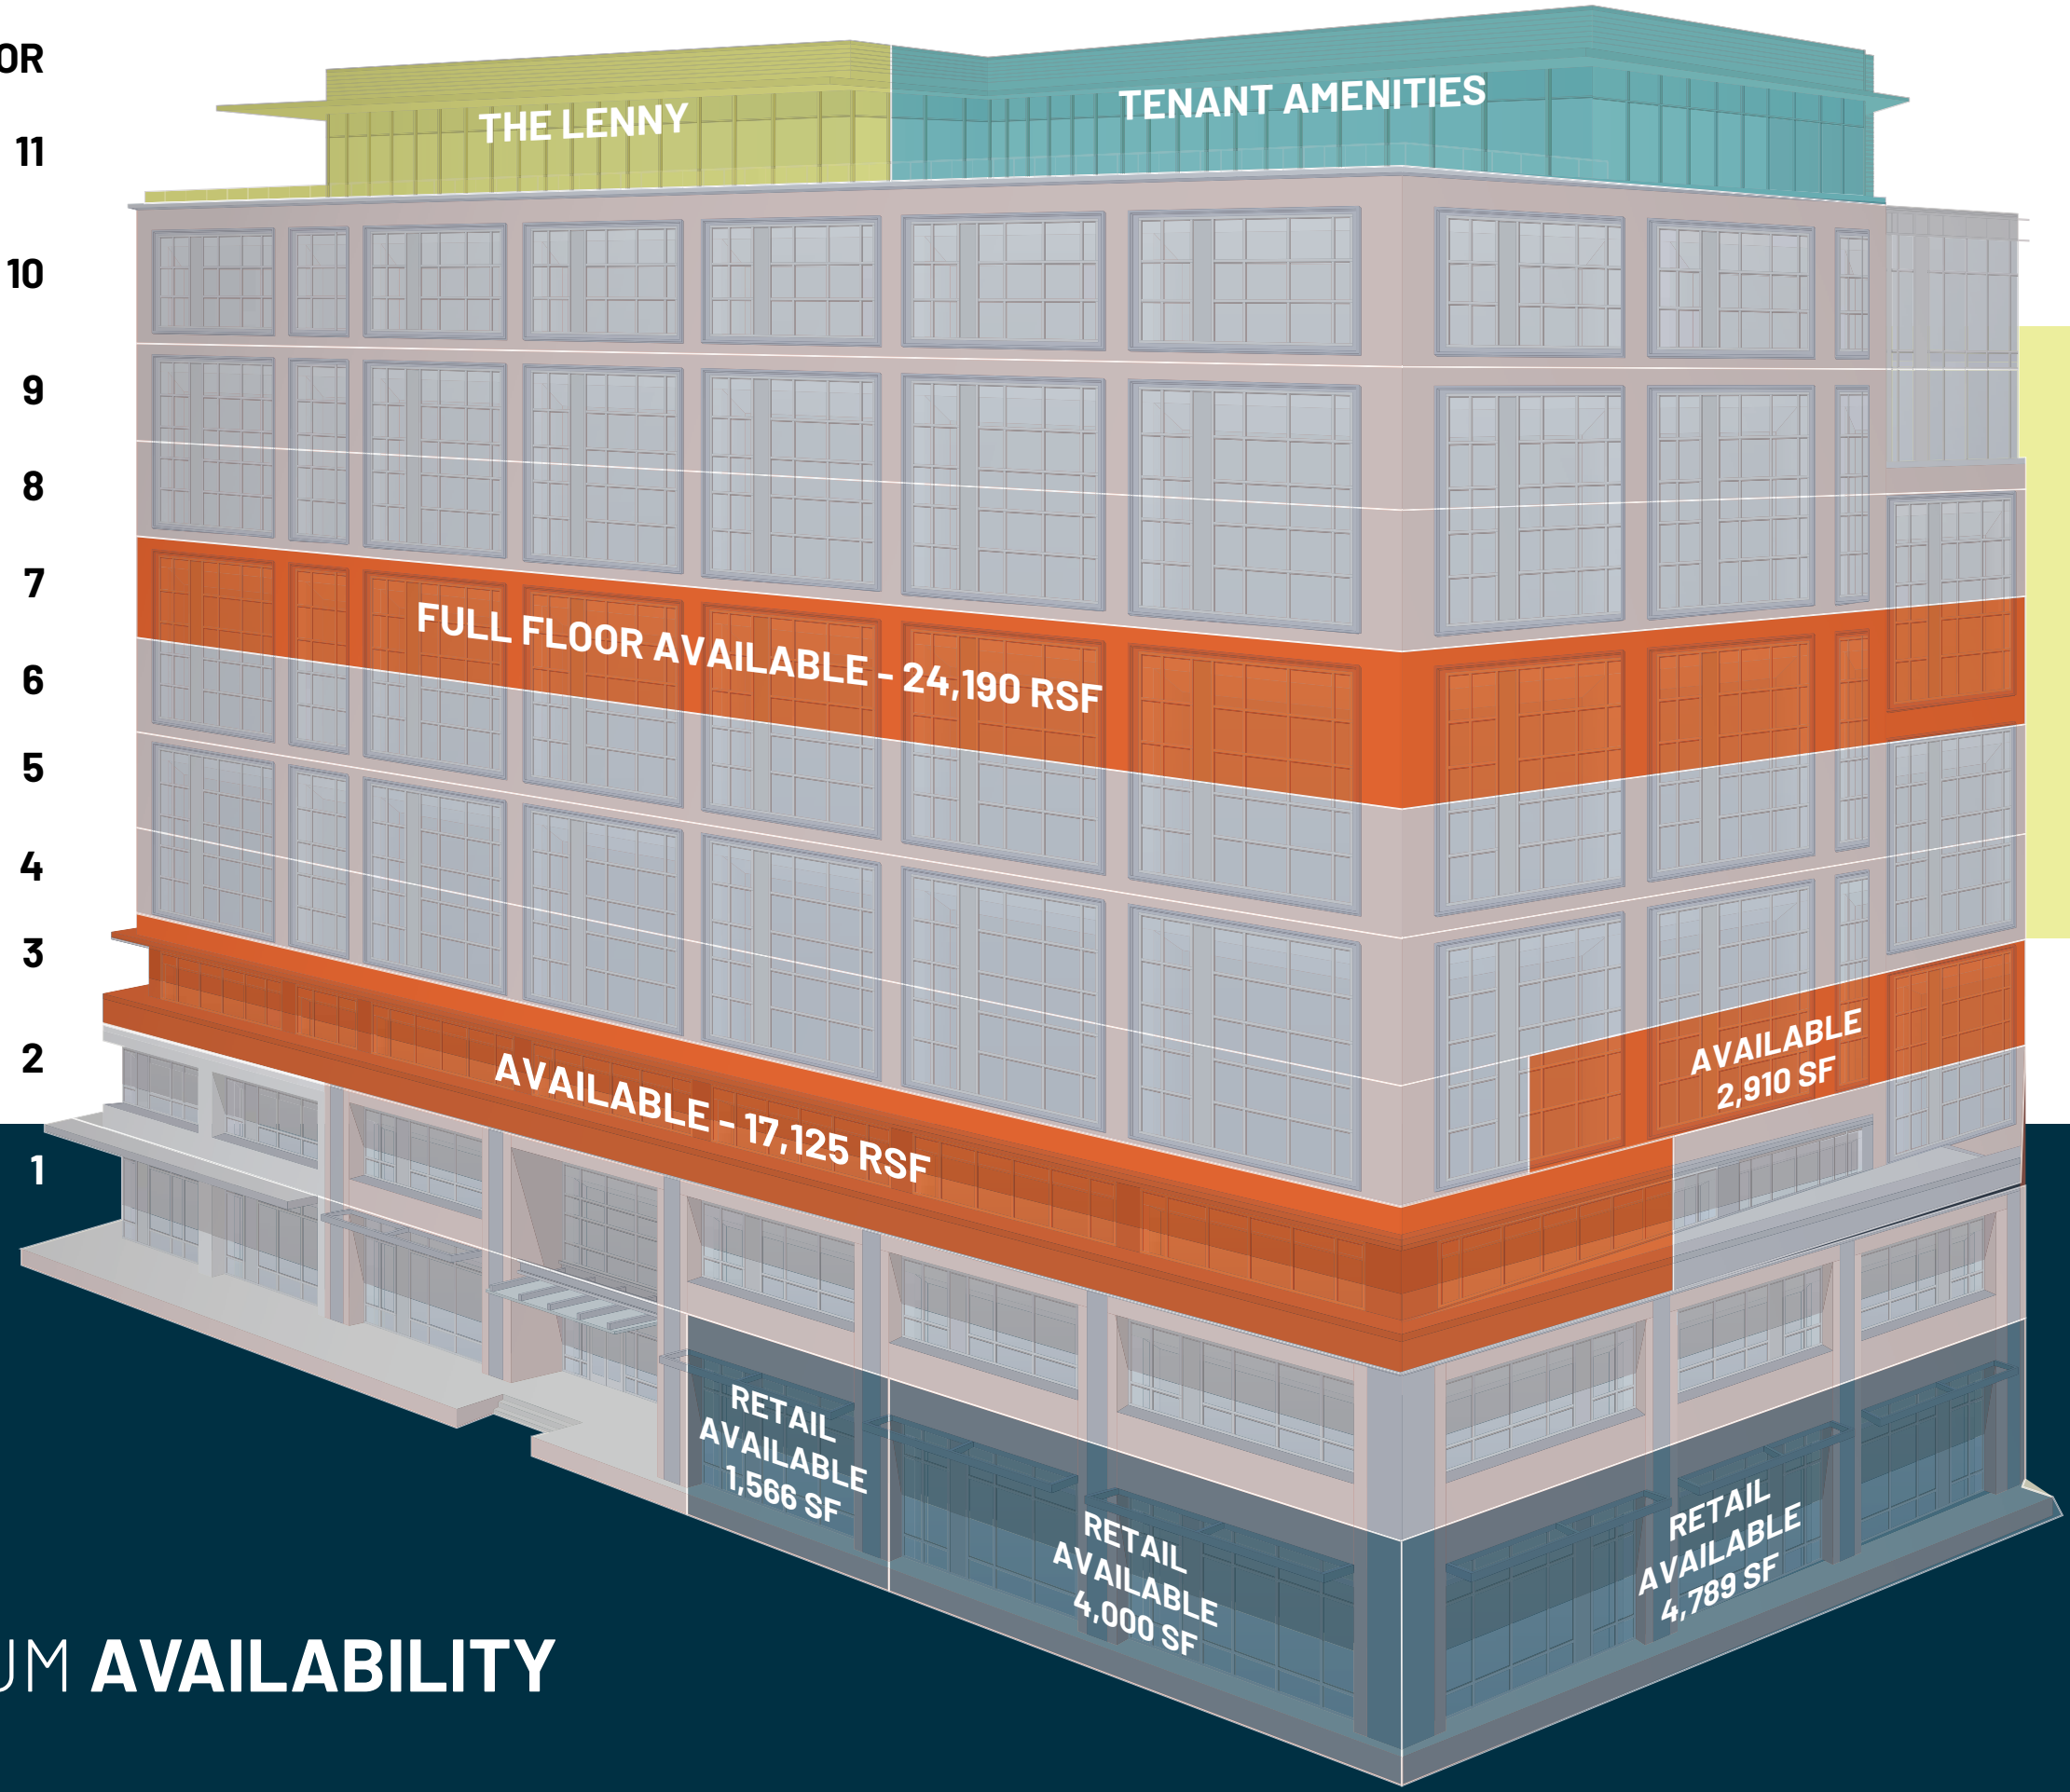 OR
THE LENNY
TENANT AMENITIES
11
10
9
8
7
FULL FLOOR AVAILABLE - 24,190 RSF
6
5
4
3
AVAILABLE
2,910 SF
2
AVAILABLE - 17,125 RSF
1
RETAIL
AVAILABLE
1,566 SF
RETAIL
AVAILABLE
4,000 SF
RETAIL
AVAILABLE
4,789 SF
UM AVAILABILITY